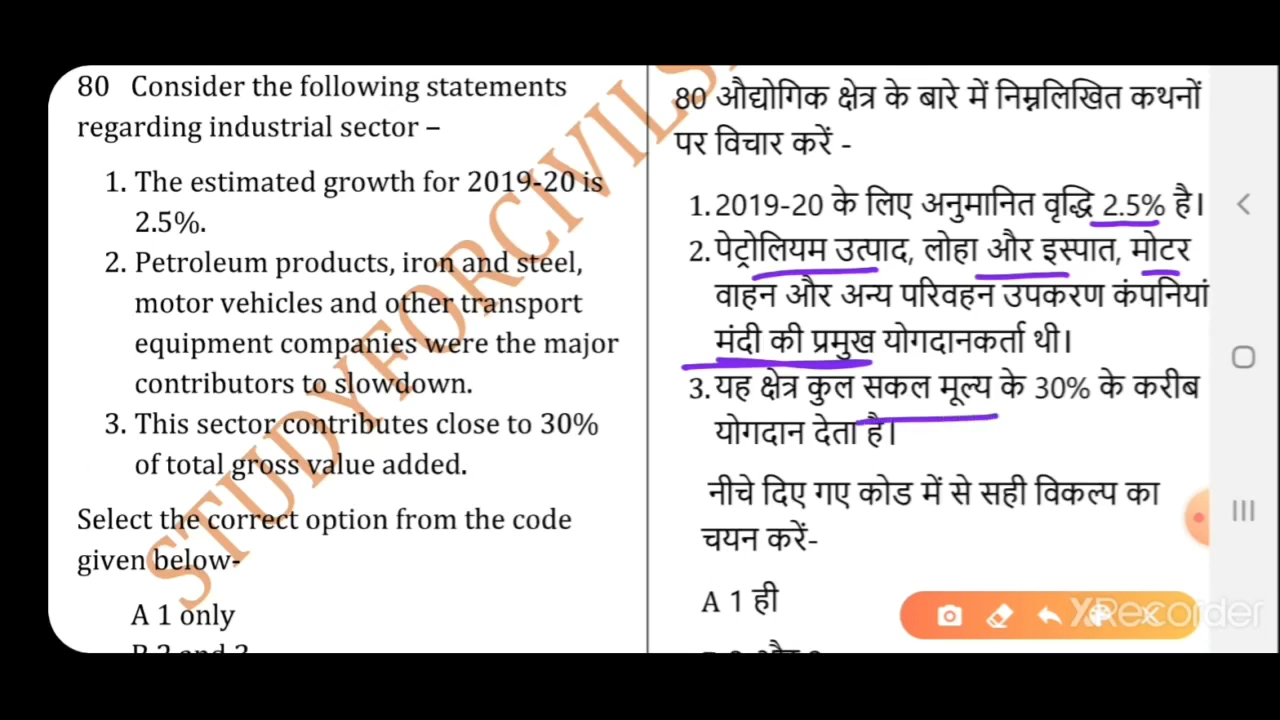 80 Consider the following statements
regarding industrial sector –
1. The estimated growth for 2019-20 is
2.5%.
2. Petroleum products, iron and steel,
motor vehicles and other transport
equipment companies were the major
contributors to slowdown.
3. This sector contributes close to 30%
of total gross value added.
Select the correct option from the code
given below-
A 1 only
80 औद्योगिक क्षेत्र के बारे में निम्नलिखित कथनों
पर विचार करें -
1. 2019-20 के लिए अनुमानित वृद्धि 2.5% है।
2. पेट्रोलियम उत्पाद, लोहा और इस्पात, मोटर
वाहन और अन्य परिवहन उपकरण कंपनियां
मंदी की प्रमुख योगदानकर्ता थी।
3. यह क्षेत्र कुल सकल मूल्य के 30% के करीब
योगदान देता है।
नीचे दिए गए कोड में से सही विकल्प का
चयन करें-
A 1 ही
STUDYFORCIVILS
XRecorder